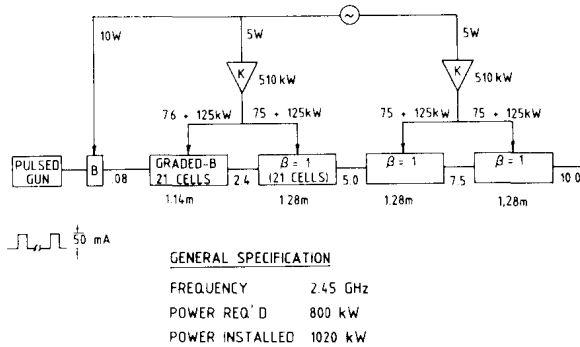 10W
5W
~
5W
K
510 kW
K
510 kW
76 + 125kW
75 + 125kW
75 + 125kW
75 + 125kW
PULSED GUN
B
.08
GRADED-B 21 CELLS
2.4
β = 1 (21 CELLS)
5.0
β = 1
7.5
β = 1
10.0
1.14m
1.28m
1.28m
1,28m
50 mA
GENERAL SPECIFICATION
FREQUENCY 2.45 GHz
POWER REQ'D 800 kW
POWER INSTALLED 1020 kW